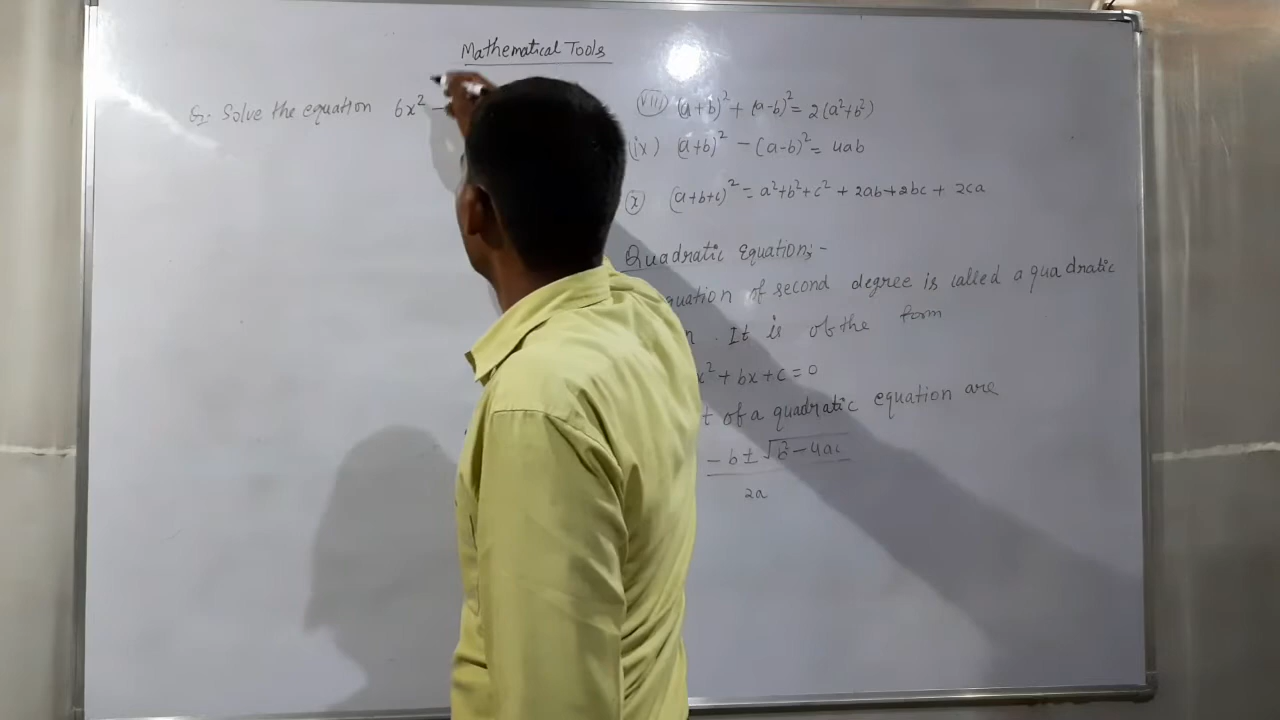 Mathematical Tools
Q:- Solve the equation 6x² -
(viii) (a+b)² + (a-b)² = 2(a²+b²)
(ix) (a+b)² - (a-b)² = 4ab
(x) (a+b+c)² = a²+b²+c² + 2ab+2bc + 2ca
Quadratic Equation:-
quation of second degree is called a quadratic
n. It is of the form
x² + bx + c = 0
t of a quadratic equation are
- b ± √b² - 4ac
2a